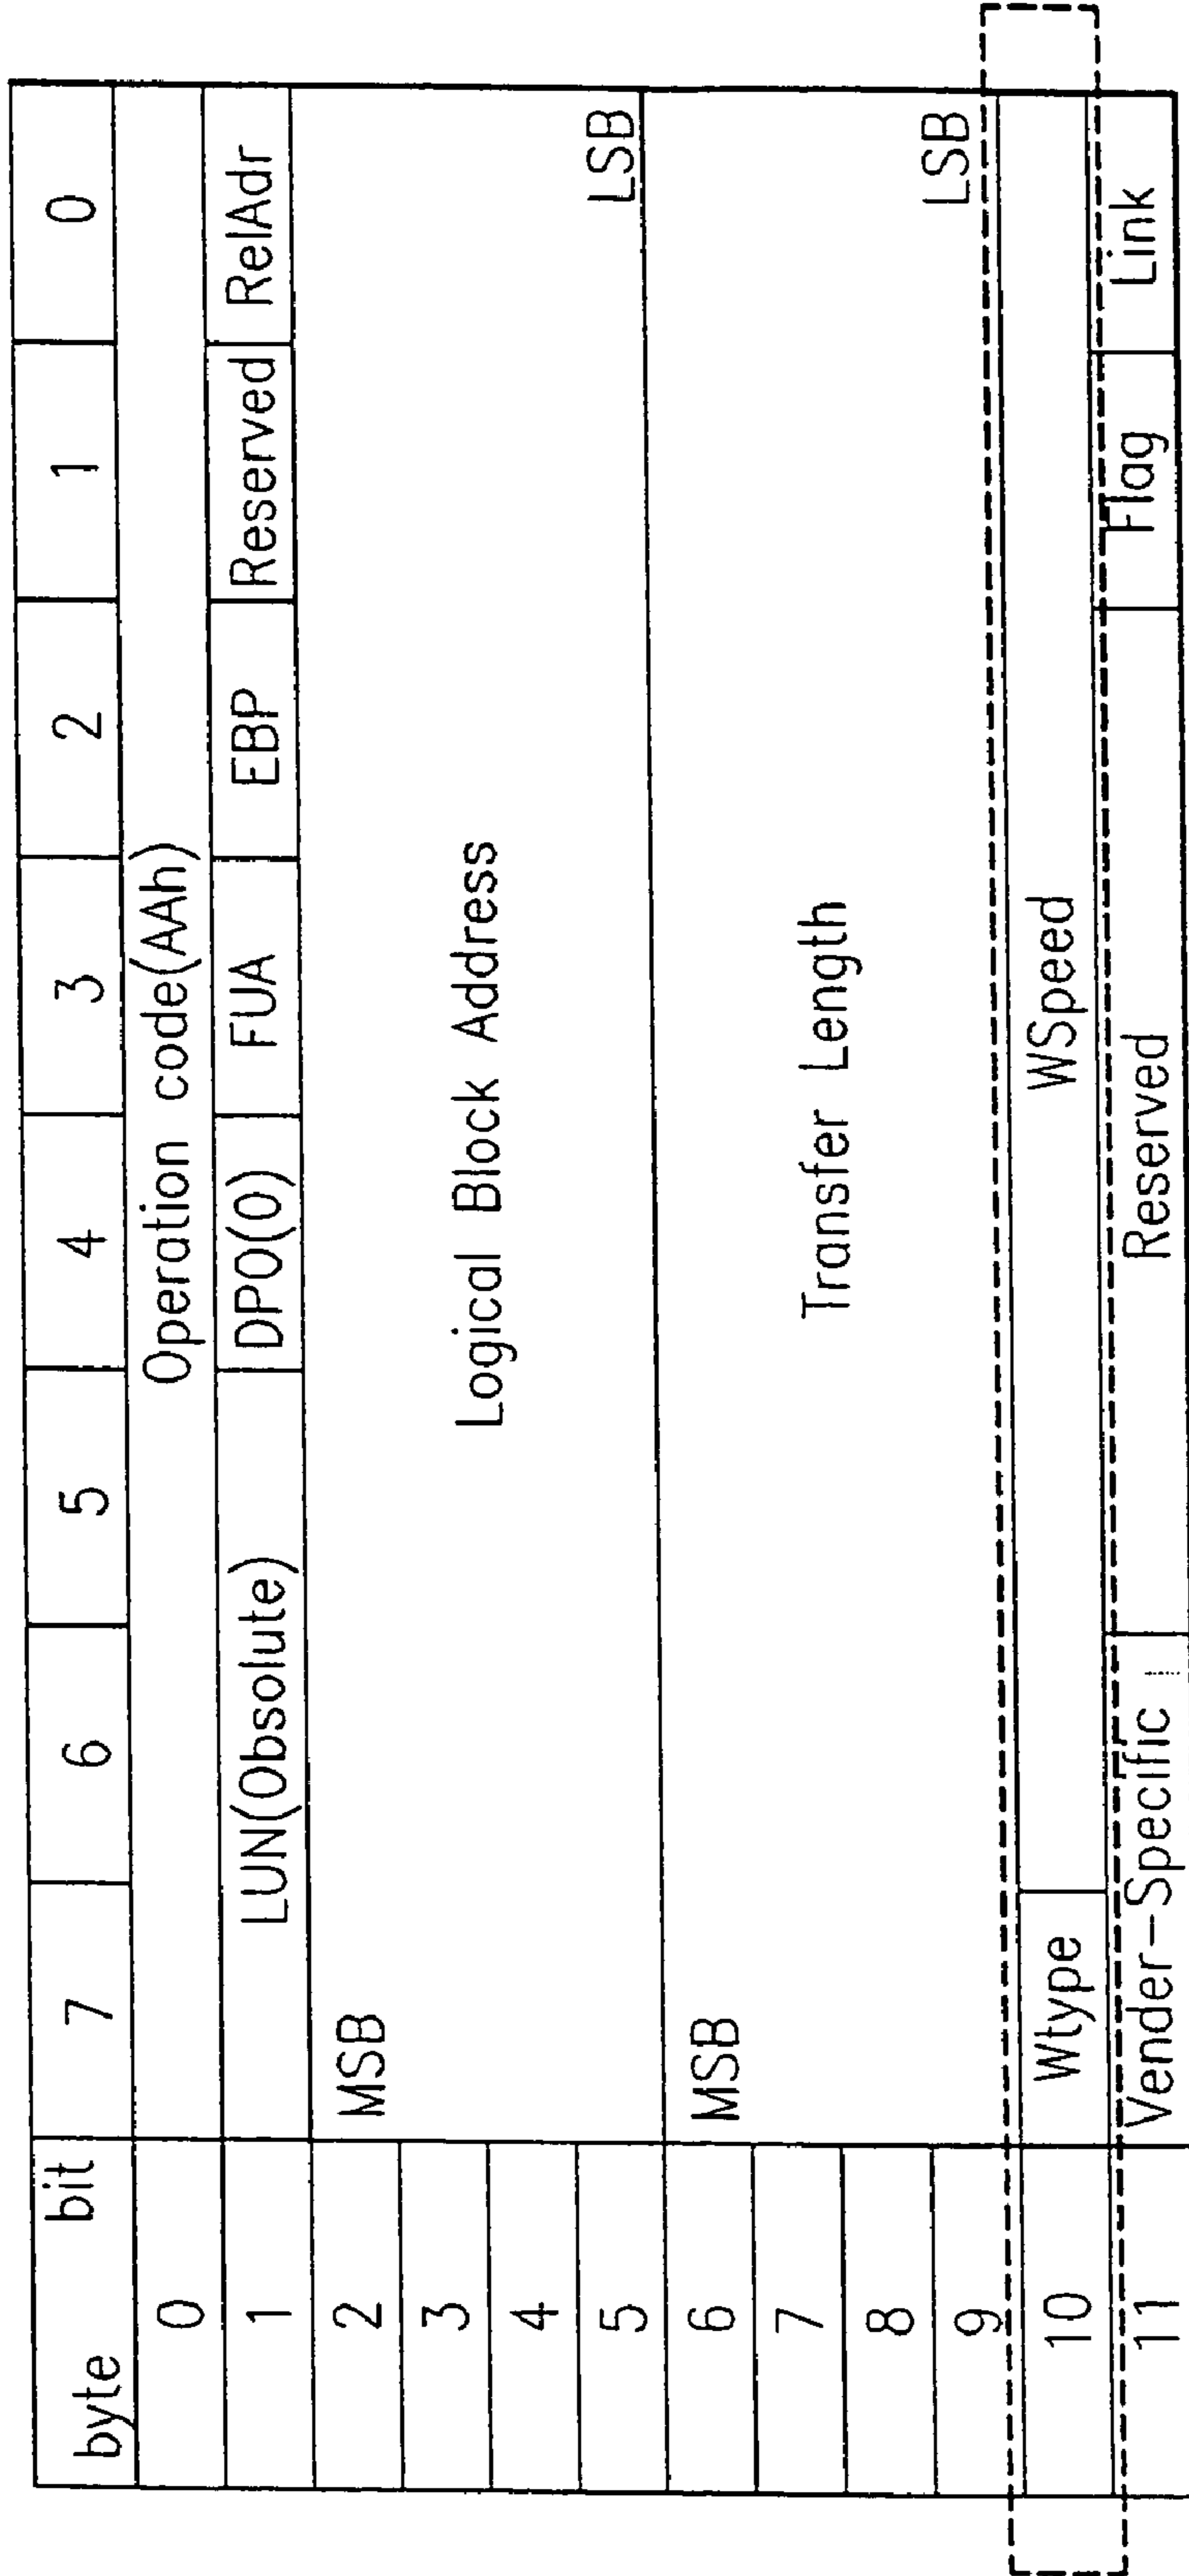 byte bit 7 6 5 4 3 2 1 0
0 Operation code(AAh)
1 LUN(Obsolute) DPO(0) FUA EBP Reserved RelAdr
2 MSB
3 Logical Block Address
4
5 LSB
6 MSB
7 Transfer Length
8
9 LSB
10 Wtype WSpeed
11 Vender-Specific Reserved Flag Link